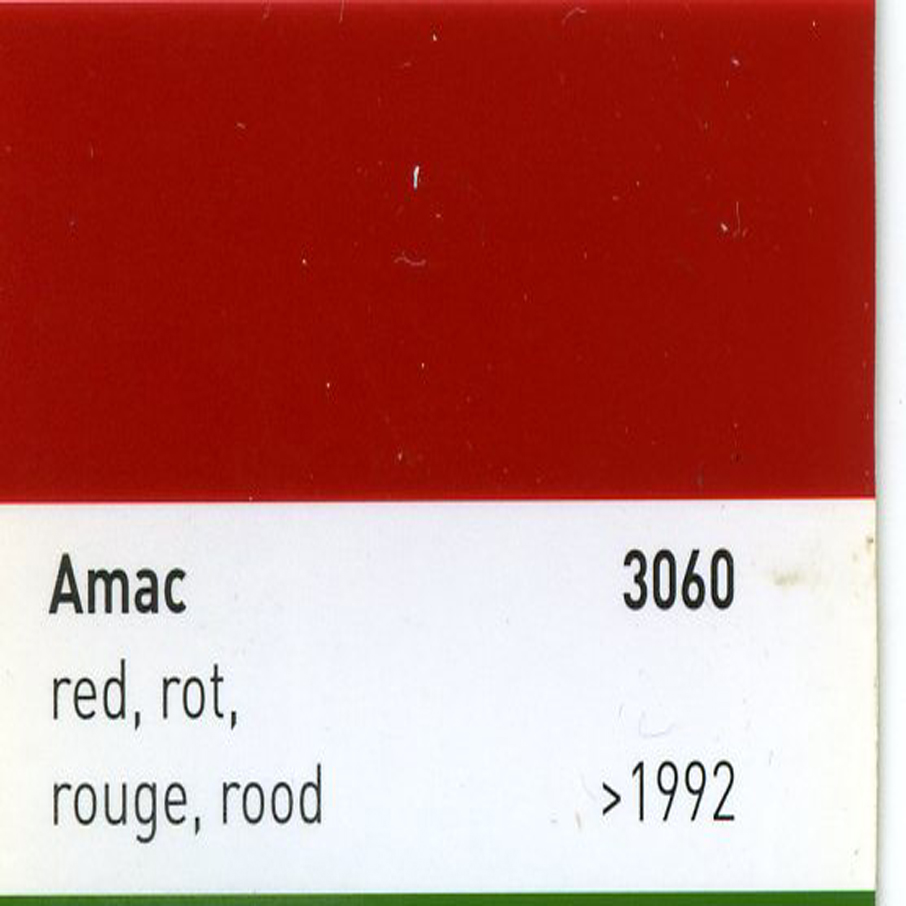 Amac 3060
red, rot,
rouge, rood >1992